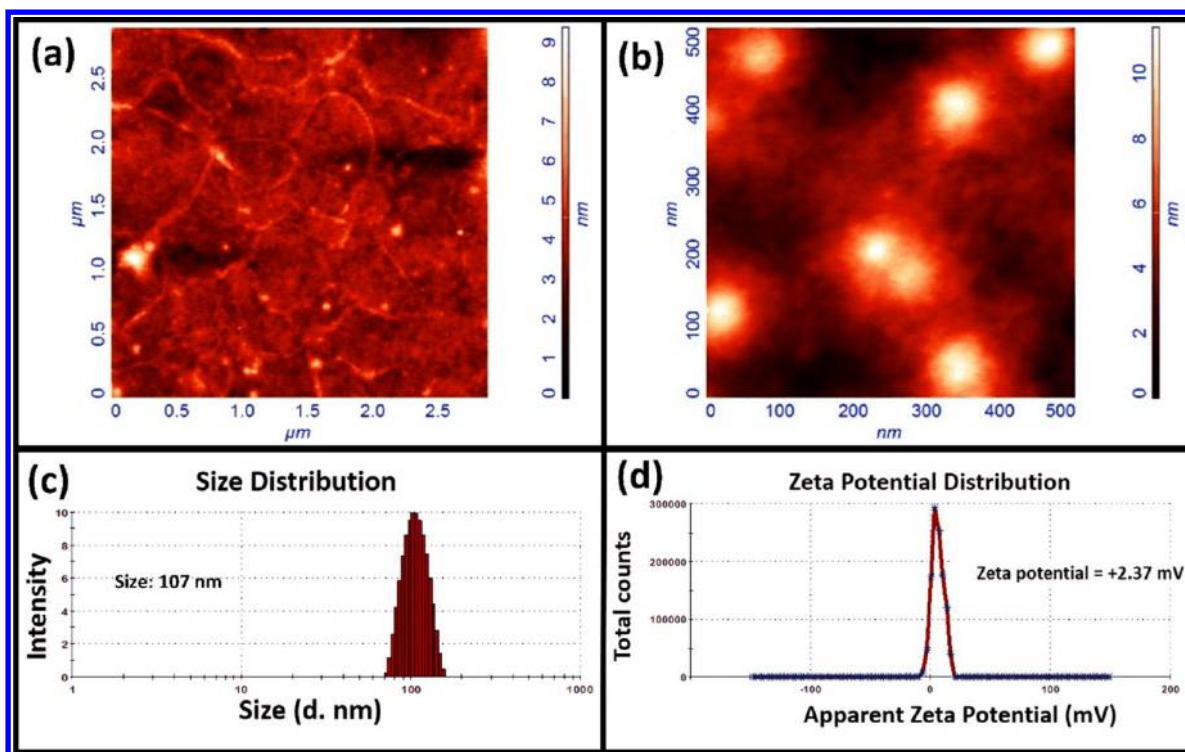 (a)
9
8
7
6
5
4
3
2
1
0
nm
2.5
2.0
1.5
1.0
0.5
0
µm
0 0.5 1.0 1.5 2.0 2.5
µm
(b)
10
8
6
4
2
0
nm
500
400
300
200
100
0
nm
0 200 300 400 500
nm
(c)
Size Distribution
Intensity
10
8
6
4
2
0
Size: 107 nm
1 10 100 1000
Size (d. nm)
(d)
Zeta Potential Distribution
Total counts
300000
200000
100000
0
Zeta potential = +2.37 mV
-100 0 100 200
Apparent Zeta Potential (mV)